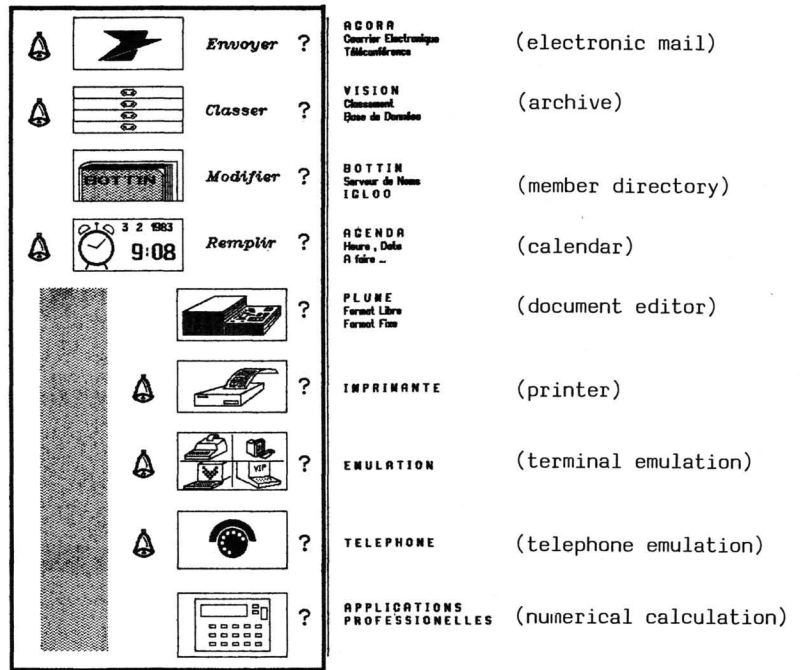 Envoyer ? AGORA
Courrier Electronique
Téléconférence
(electronic mail)
Classer ? VISION
Classement
Base de Données
(archive)
BOTTIN
Modifier ? BOTTIN
Serveur de Noms
IGLOO
(member directory)
3 2 1983
9:08
Remplir ? AGENDA
Heure , Date
A faire ...
(calendar)
? PLUME
Format Libre
Format Fixe
(document editor)
? IMPRIMANTE (printer)
VIP
? EMULATION (terminal emulation)
? TELEPHONE (telephone emulation)
? APPLICATIONS
PROFESSIONELLES (numerical calculation)